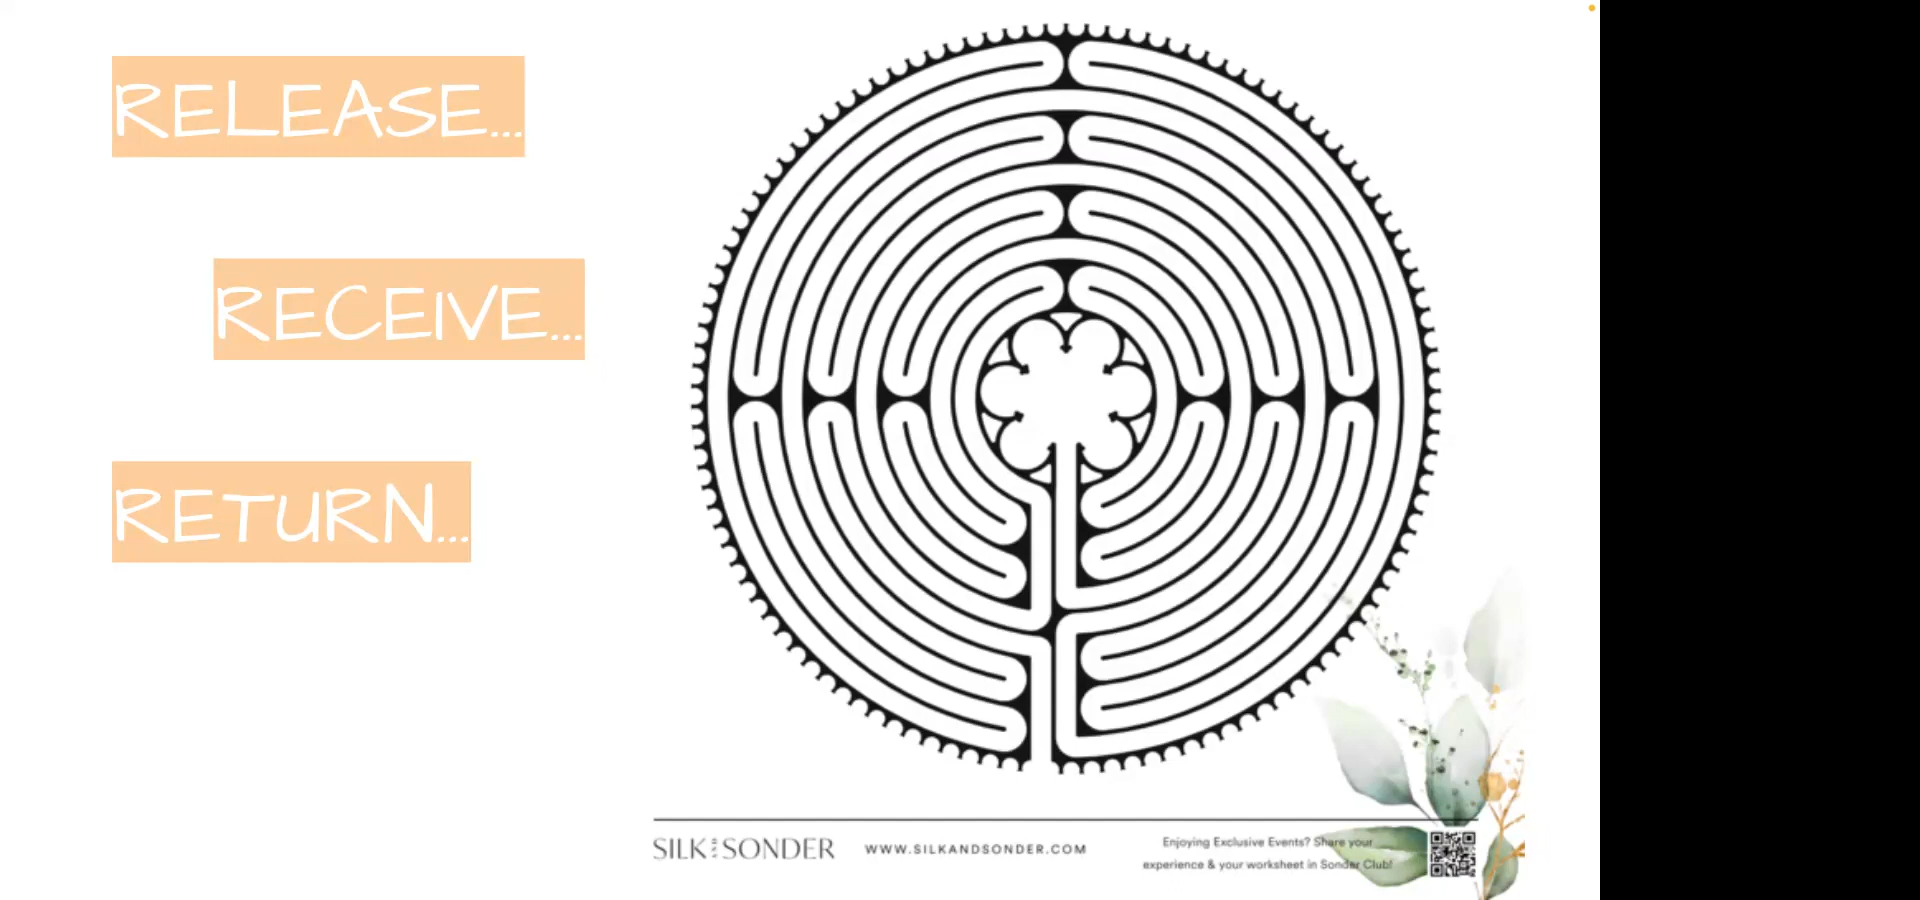 RELEASE...
RECEIVE...
RETURN...
SILK AND SONDER
WWW.SILKANDSONDER.COM
Enjoying Exclusive Events? Share your
experience & your worksheet in Sonder Club!